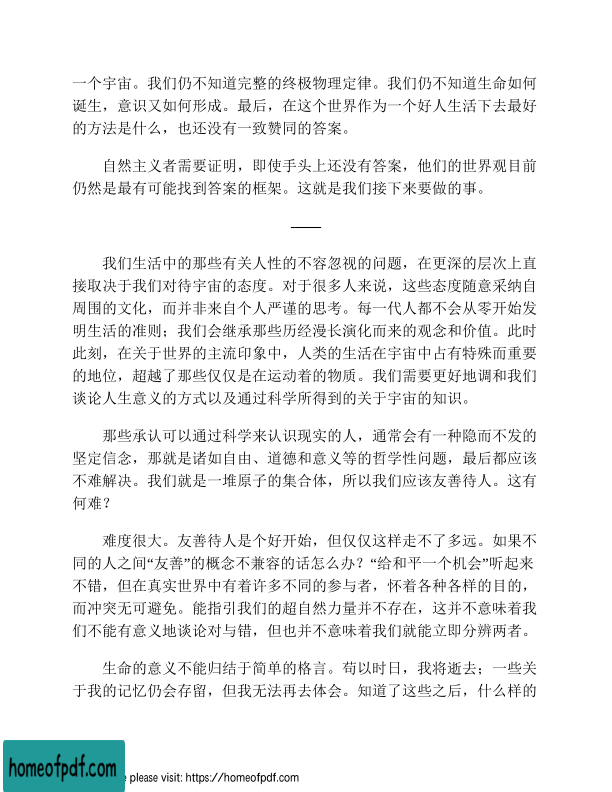 一个宇宙。我们仍不知道完整的终极物理定律。我们仍不知道生命如何
诞生，意识又如何形成。最后，在这个世界作为一个好人生活下去最好
的方法是什么，也还没有一致赞同的答案。
自然主义者需要证明，即使手头上还没有答案，他们的世界观目前
仍然是最有可能找到答案的框架。这就是我们接下来要做的事。
——
我们生活中的那些有关人性的不容忽视的问题，在更深的层次上直
接取决于我们对待宇宙的态度。对于很多人来说，这些态度随意采纳自
周围的文化，而并非来自个人严谨的思考。每一代人都不会从零开始发
明生活的准则；我们会继承那些历经漫长演化而来的观念和价值。此时
此刻，在关于世界的主流印象中，人类的生活在宇宙中占有特殊而重要
的地位，超越了那些仅仅是在运动着的物质。我们需要更好地调和我们
谈论人生意义的方式以及通过科学所得到的关于宇宙的知识。
那些承认可以通过科学来认识现实的人，通常会有一种隐而不发的
坚定信念，那就是诸如自由、道德和意义等的哲学性问题，最后都应该
不难解决。我们就是一堆原子的集合体，所以我们应该友善待人。这有
何难？
难度很大。友善待人是个好开始，但仅仅这样走不了多远。如果不
同的人之间“友善”的概念不兼容的话怎么办？“给和平一个机会”听起来
不错，但在真实世界中有着许多不同的参与者，怀着各种各样的目的，
而冲突无可避免。能指引我们的超自然力量并不存在，这并不意味着我
们不能有意义地谈论对与错，但也并不意味着我们就能立即分辨两者。
生命的意义不能归结于简单的格言。苟以时日，我将逝去；一些关
于我的记忆仍会存留，但我无法再去体会。知道了这些之后，什么样的
homeofpdf.com
e please visit: https://homeofpdf.com